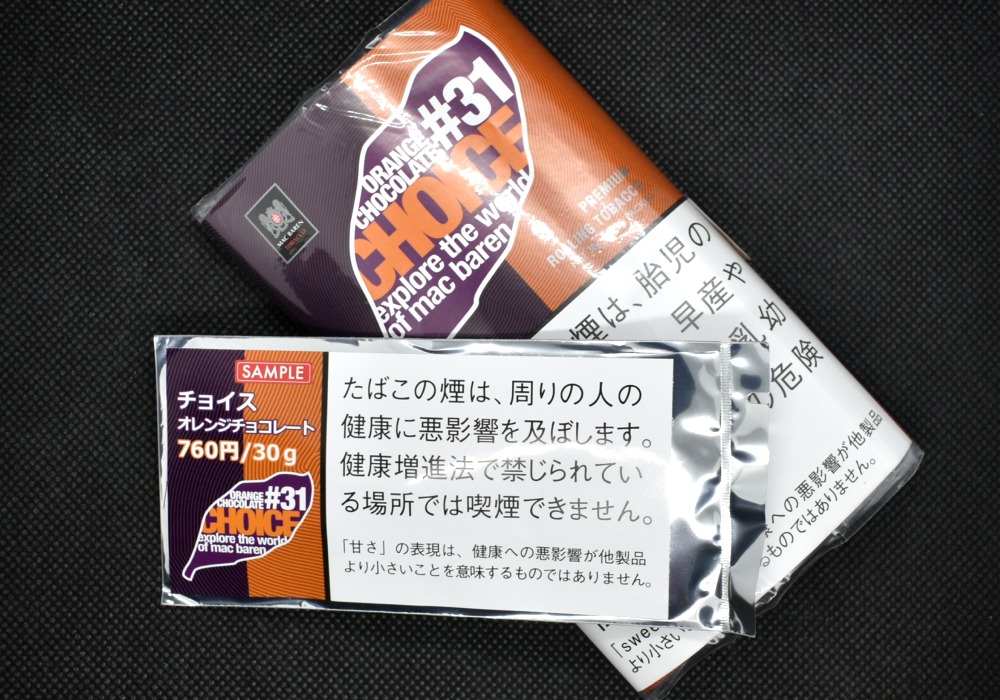 #31
ORANGE
CHOCOLATE
CHOICE
explore the world
of mac baren
MAC BAREN
TOBACCO
PREMIUM
ROLLING TOBACCO
煙は、胎児の
早産や
乳幼
の危険
への悪影響が他製品
るものではありません。
より小さい
SAMPLE
チョイス
オレンジチョコレート
760円/30g
#31
ORANGE
CHOCOLATE
CHOICE
explore the world
of mac baren
たばこの煙は、周りの人の
健康に悪影響を及ぼします。
健康増進法で禁じられてい
る場所では喫煙できません。
「甘さ」の表現は、健康への悪影響が他製品
より小さいことを意味するものではありません。